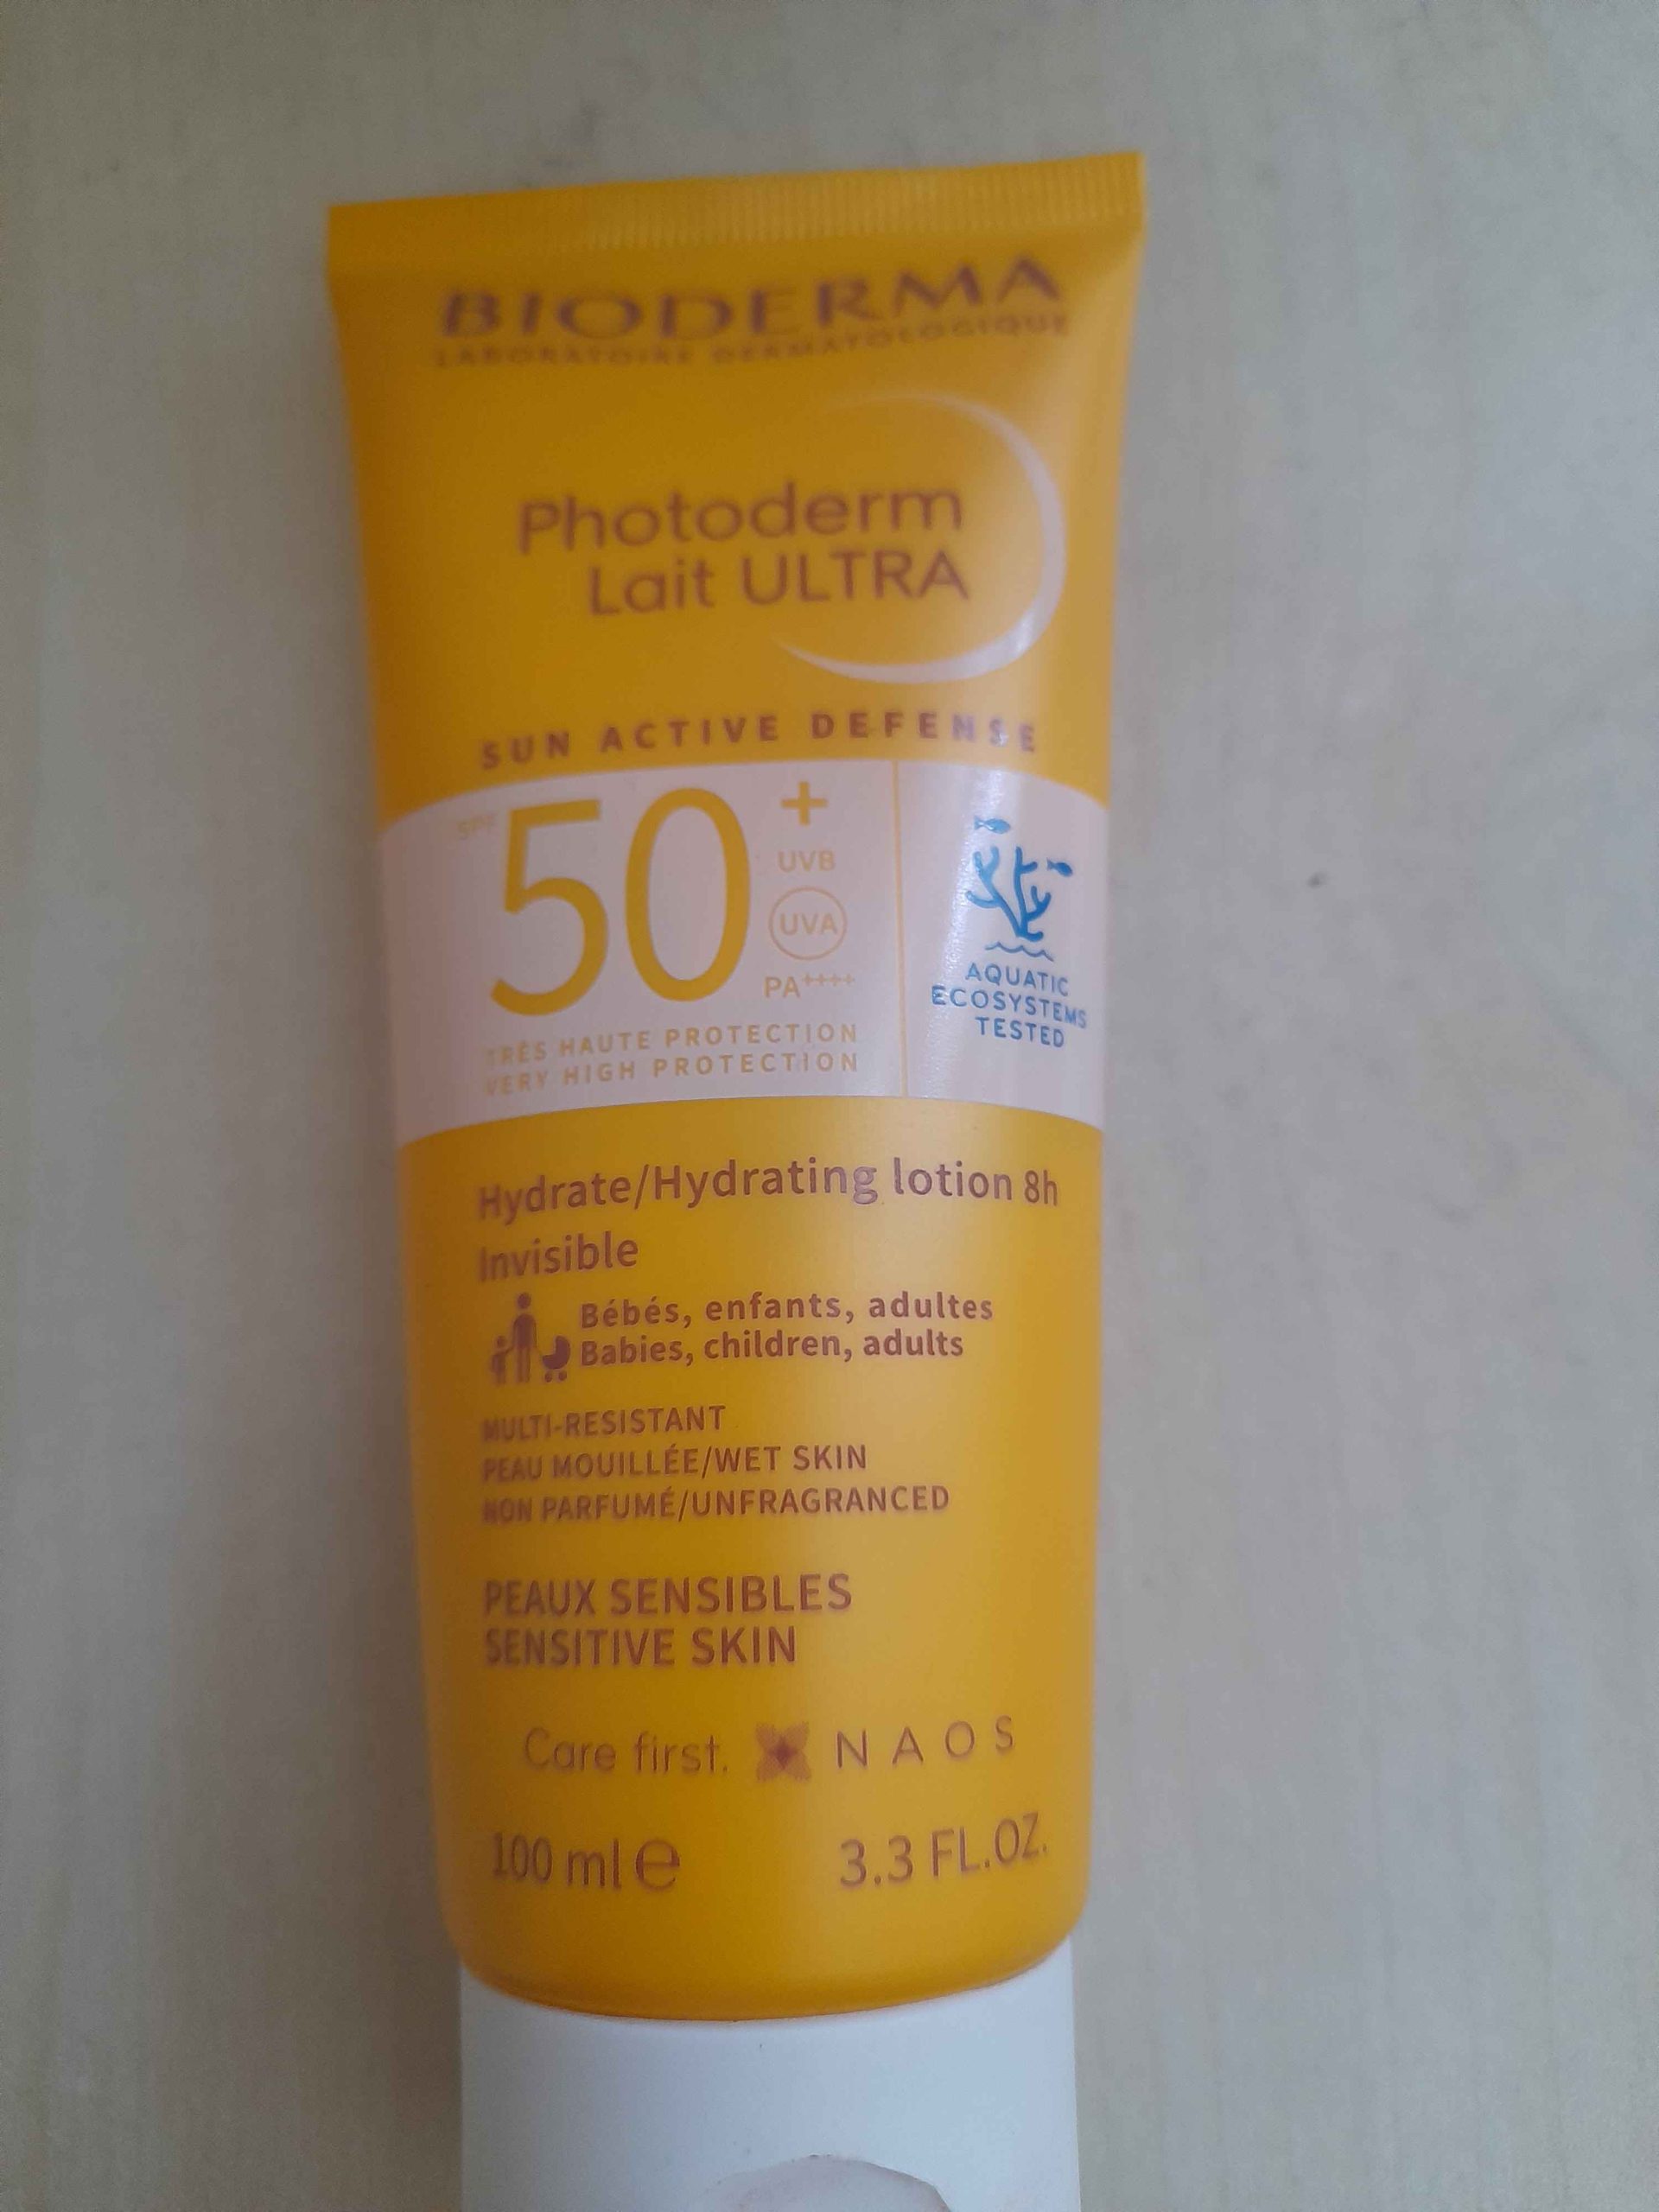 BIODERMA
LABORATOIRE DERMATOLOGIQUE
Photoderm
Lait ULTRA
SUN ACTIVE DEFENSE
SPF 50+
UVB
UVA
PA++++
TRÈS HAUTE PROTECTION
VERY HIGH PROTECTION
AQUATIC
ECOSYSTEMS
TESTED
Hydrate/Hydrating lotion 8h
Invisible
Bébés, enfants, adultes
Babies, children, adults
MULTI-RESISTANT
PEAU MOUILLÉE/WET SKIN
NON PARFUMÉ/UNFRAGRANCED
PEAUX SENSIBLES
SENSITIVE SKIN
Care first. NAOS
100 ml e 3.3 FL.OZ.